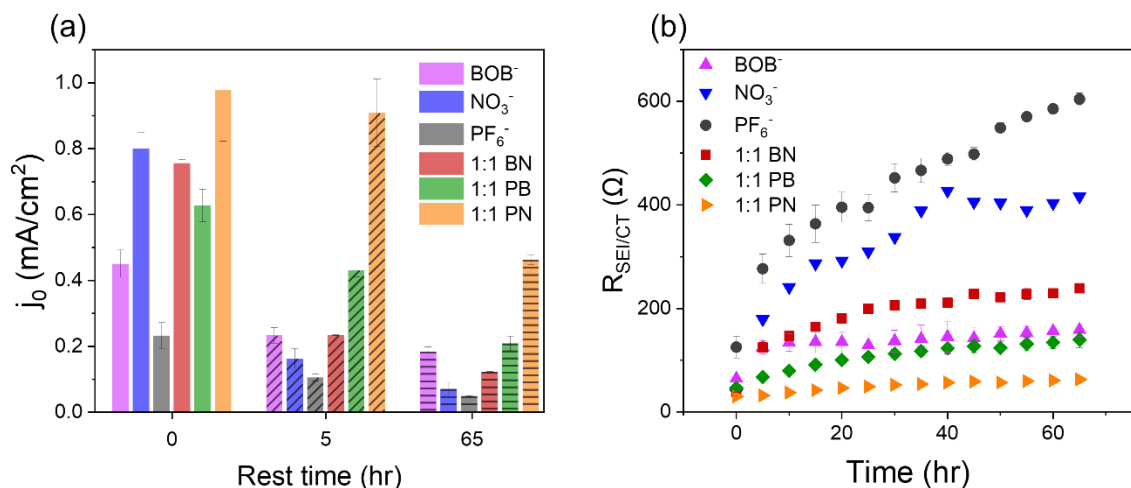 (a)
j₀ (mA/cm²)
1.0
0.8
0.6
0.4
0.2
0.0
BOB⁻
NO₃⁻
PF₆⁻
1:1 BN
1:1 PB
1:1 PN
0 5 65
Rest time (hr)
(b)
R_SEI/CT (Ω)
600
400
200
0
BOB⁻
NO₃⁻
PF₆⁻
1:1 BN
1:1 PB
1:1 PN
0 20 40 60
Time (hr)